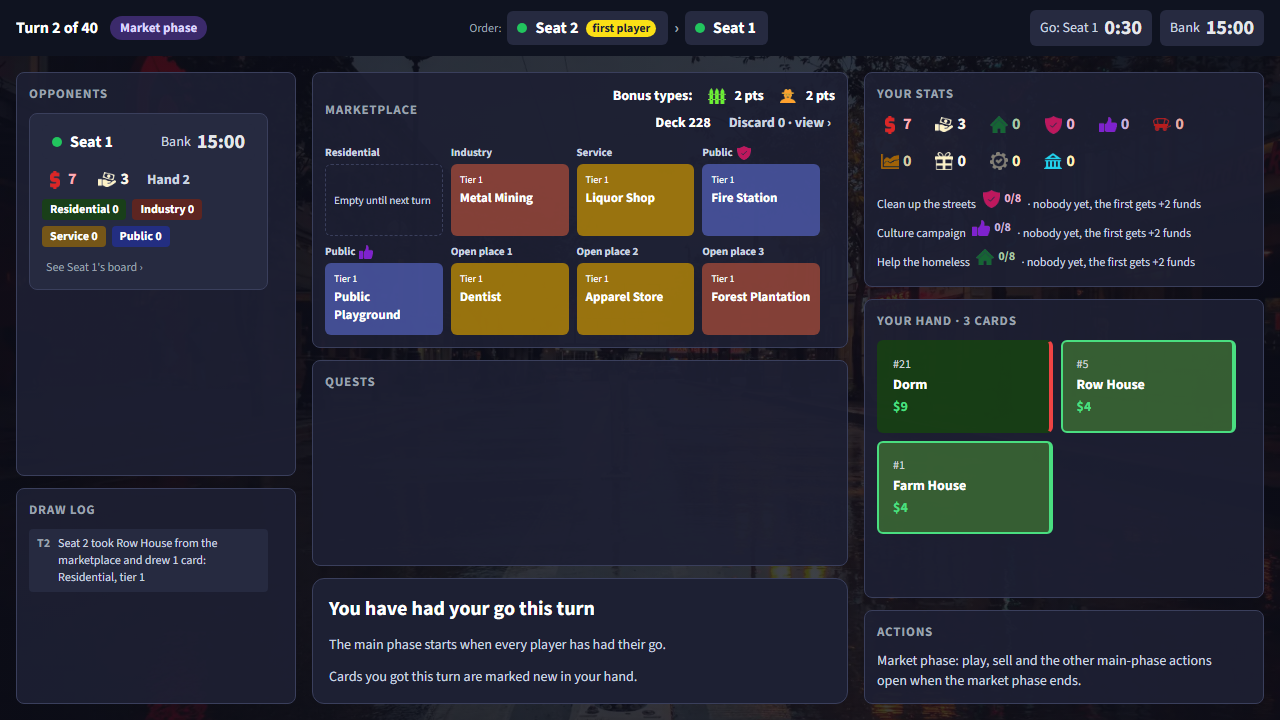 Turn 2 of 40
Market phase
Order:
Seat 2
first player
›
Seat 1
Go: Seat 1 0:30
Bank 15:00
OPPONENTS
Seat 1
Bank 15:00
7
3
Hand 2
Residential 0
Industry 0
Service 0
Public 0
See Seat 1's board ›
DRAW LOG
T2 Seat 2 took Row House from the
marketplace and drew 1 card:
Residential, tier 1
MARKETPLACE
Bonus types: 2 pts 2 pts
Deck 228 Discard 0 · view ›
Residential
Industry
Service
Public
Empty until next turn
Tier 1
Metal Mining
Tier 1
Liquor Shop
Tier 1
Fire Station
Public
Open place 1
Open place 2
Open place 3
Tier 1
Public
Playground
Tier 1
Dentist
Tier 1
Apparel Store
Tier 1
Forest Plantation
QUESTS
You have had your go this turn
The main phase starts when every player has had their go.
Cards you got this turn are marked new in your hand.
YOUR STATS
7 3 0 0 0 0
0 0 0 0
Clean up the streets 0/8 · nobody yet, the first gets +2 funds
Culture campaign 0/8 · nobody yet, the first gets +2 funds
Help the homeless 0/8 · nobody yet, the first gets +2 funds
YOUR HAND · 3 CARDS
#21
Dorm
$9
#5
Row House
$4
#1
Farm House
$4
ACTIONS
Market phase: play, sell and the other main-phase actions
open when the market phase ends.